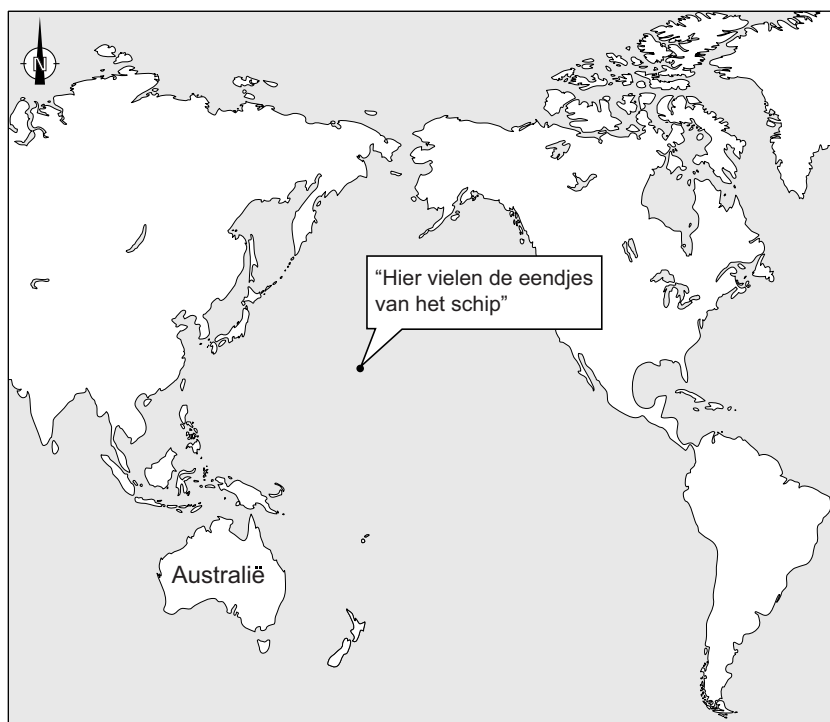 N
“Hier vielen de eendjes
van het schip”
Australië